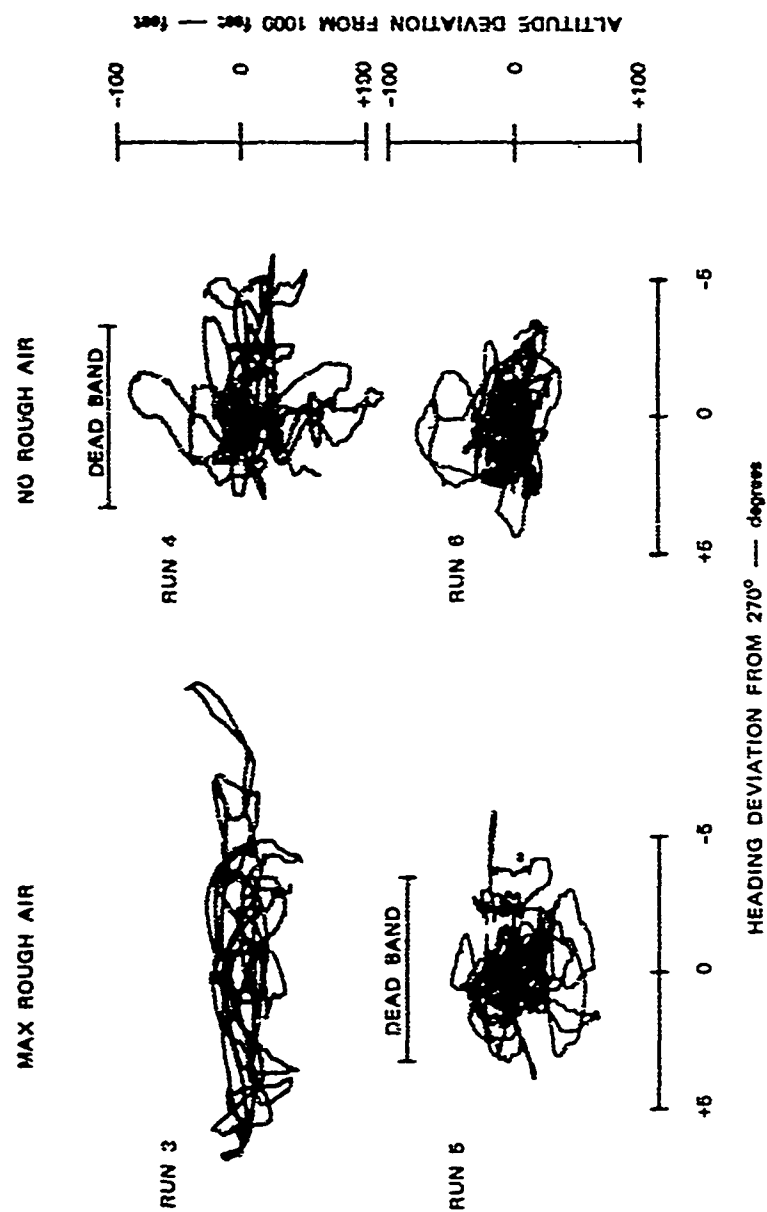 MAX ROUGH AIR
NO ROUGH AIR
RUN 3
RUN 4
DEAD BAND
-100
0
+100
ALTITUDE DEVIATION FROM 1000 feet — feet
RUN 5
DEAD BAND
RUN 6
-100
0
+100
+5
0
-5
+5
0
-5
HEADING DEVIATION FROM 270° — degrees